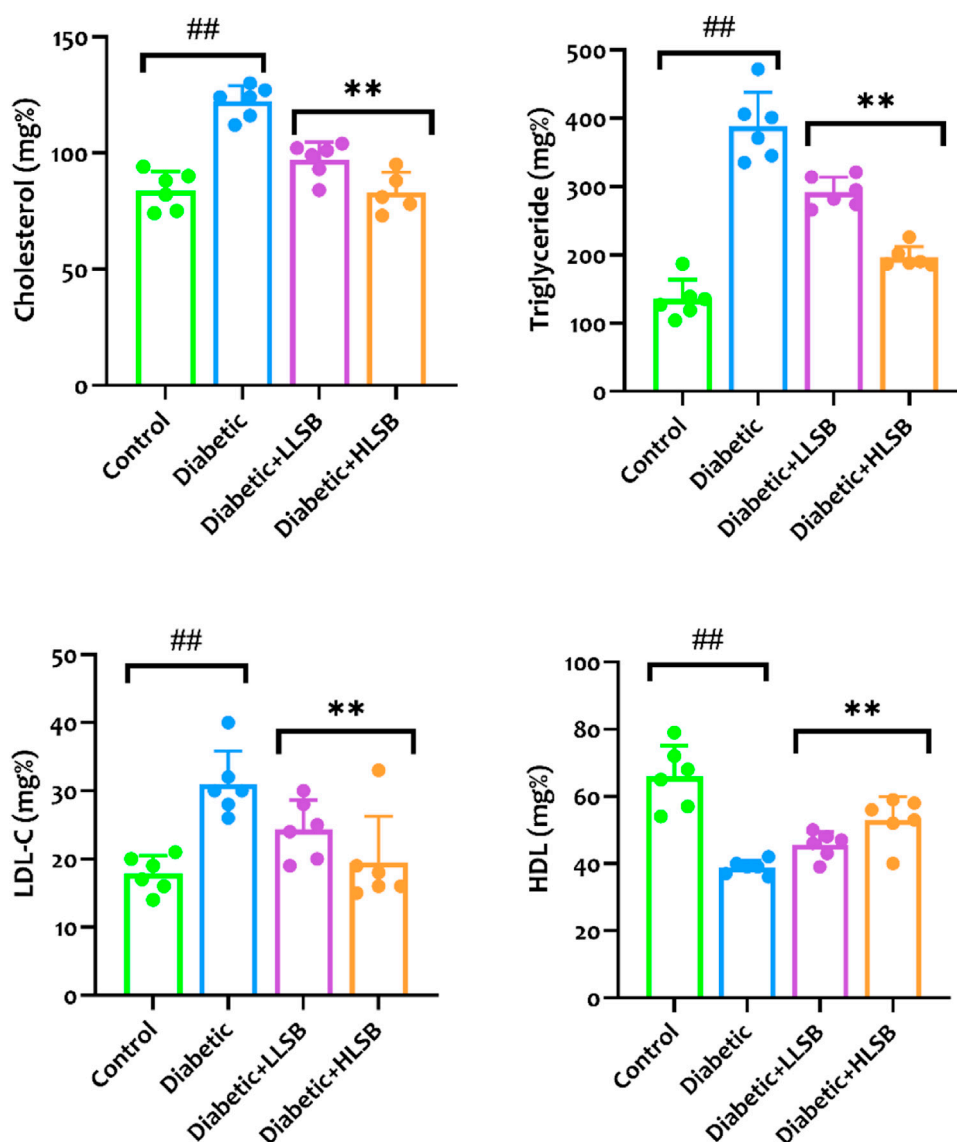 ##
**
Cholesterol (mg%)
150
100
50
0
Control
Diabetic
Diabetic+LLSB
Diabetic+HLSB
##
**
Triglyceride (mg%)
500
400
300
200
100
0
Control
Diabetic
Diabetic+LLSB
Diabetic+HLSB
##
**
LDL-C (mg%)
50
40
30
20
10
0
Control
Diabetic
Diabetic+LLSB
Diabetic+HLSB
##
**
HDL (mg%)
100
80
60
40
20
0
Control
Diabetic
Diabetic+LLSB
Diabetic+HLSB